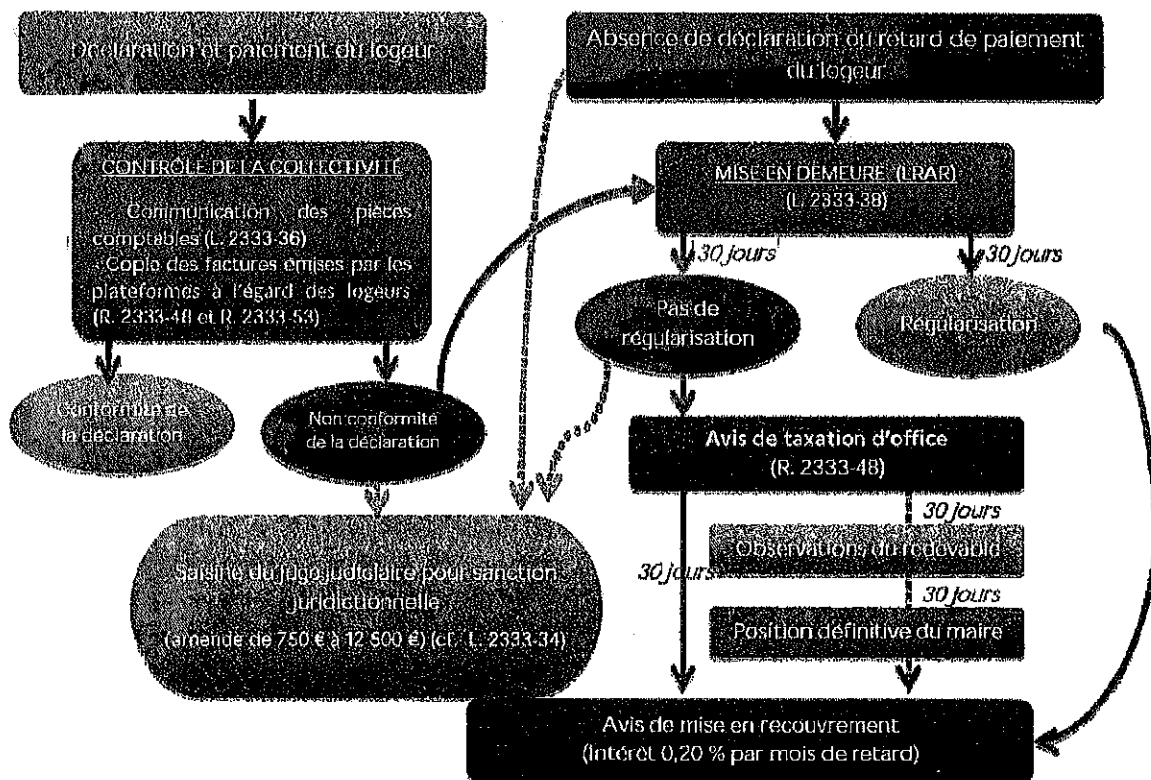 Déclaration et paiement du logeur
Absence de déclaration ou retard de paiement
du logeur
CONTRÔLE DE LA COLLECTIVITÉ
- Communication des pièces
comptables (L. 2333-36)
- Copie des factures émises par les
plateformes à l'égard des logeurs
(R. 2333-48 et R. 2333-53)
MISE EN DEMEURE (LRAR)
(L. 2333-38)
30 jours
30 jours
Pas de
régularisation
Régularisation
Conformité de
la déclaration
Non conformité
de la déclaration
Avis de taxation d'office
(R. 2333-48)
30 jours
Observations du redevable
30 jours
30 jours
Position définitive du maire
Saisine du juge judiciaire pour sanction
juridictionnelle
(amende de 750 € à 12 500 €) (cf. L. 2333-34)
Avis de mise en recouvrement
(Intérêt 0,20 % par mois de retard)